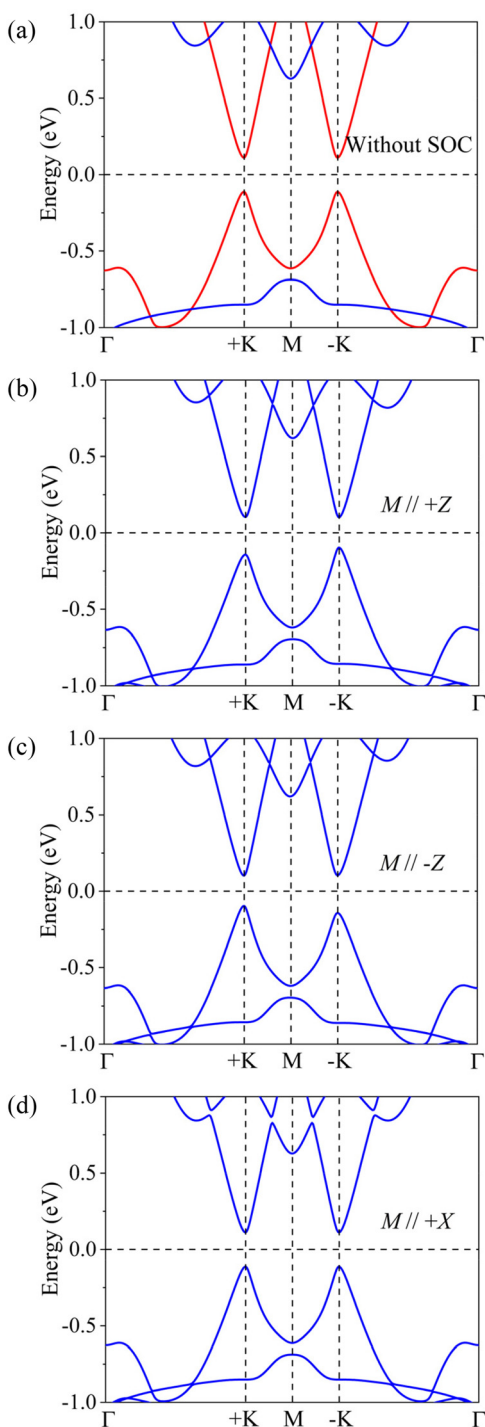 (a)
1.0
0.5
0.0
-0.5
-1.0
Energy (eV)
Without SOC
Γ +K M -K Γ
(b)
1.0
0.5
0.0
-0.5
-1.0
Energy (eV)
M // +Z
Γ +K M -K Γ
(c)
1.0
0.5
0.0
-0.5
-1.0
Energy (eV)
M // -Z
Γ +K M -K Γ
(d)
1.0
0.5
0.0
-0.5
-1.0
Energy (eV)
M // +X
Γ +K M -K Γ